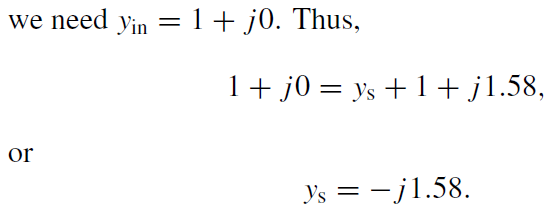 we need yin = 1 + j0. Thus,
1 + j0 = ys + 1 + j1.58,
or
ys = −j1.58.